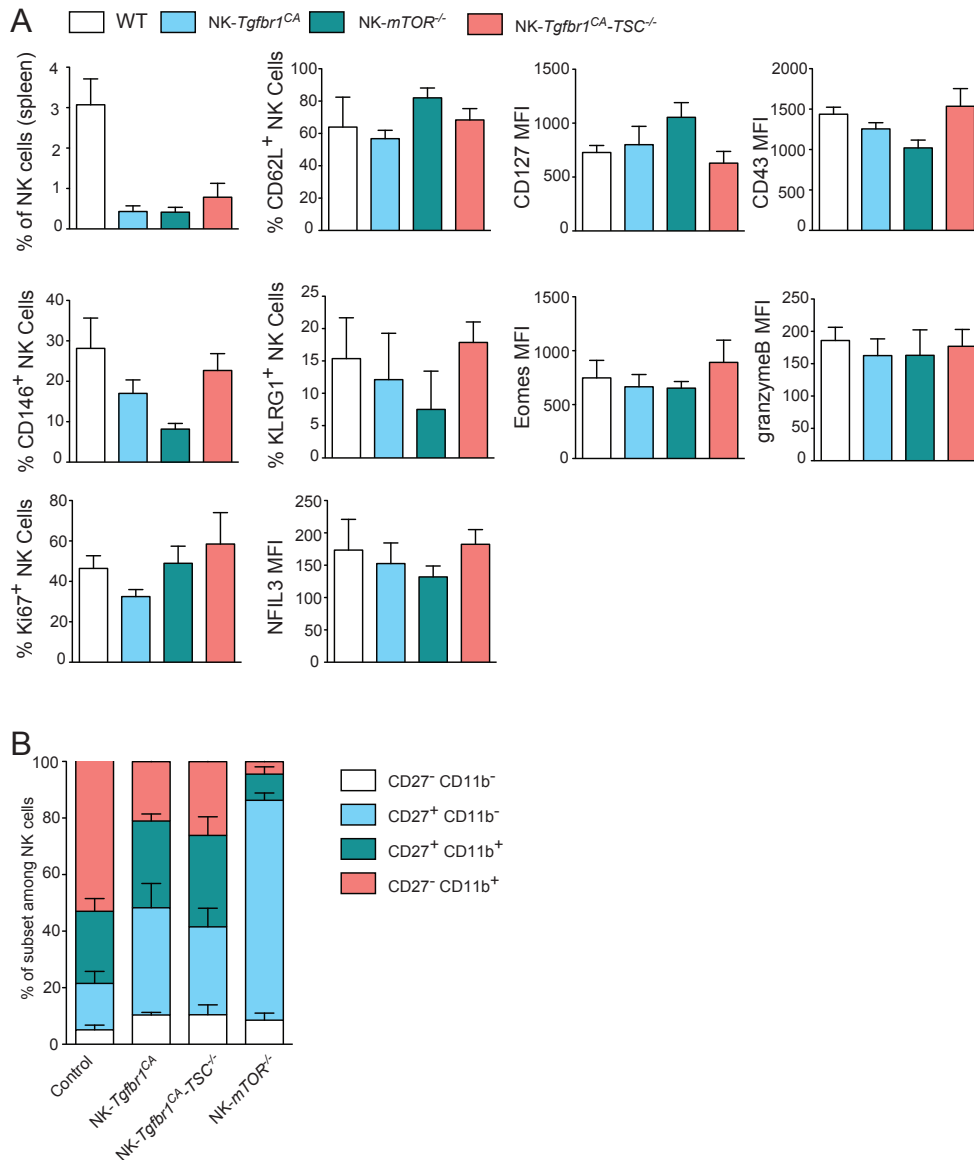 A
WT
NK-Tgfbr1CA
NK-mTOR-/-
NK-Tgfbr1CA-TSC-/-
% of NK cells (spleen)
4
3
2
1
0
% CD62L+ NK Cells
100
80
60
40
20
0
CD127 MFI
1500
1000
500
0
CD43 MFI
2000
1500
1000
500
0
% CD146+ NK Cells
40
30
20
10
0
% KLRG1+ NK Cells
25
20
15
10
5
0
Eomes MFI
1500
1000
500
0
granzymeB MFI
250
200
150
100
50
0
% Ki67+ NK Cells
80
60
40
20
0
NFIL3 MFI
250
200
150
100
50
0
B
% of subset among NK cells
100
80
60
40
20
0
Control
NK-Tgfbr1CA
NK-Tgfbr1CA-TSC-/-
NK-mTOR-/-
CD27- CD11b-
CD27+ CD11b-
CD27+ CD11b+
CD27- CD11b+